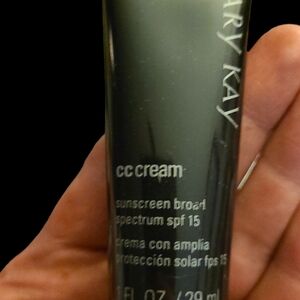 ARY KAY
cc cream
sunscreen broad
spectrum spf 15
crema con amplia
protección solar fps 15
1 FL. OZ. / 29 mL